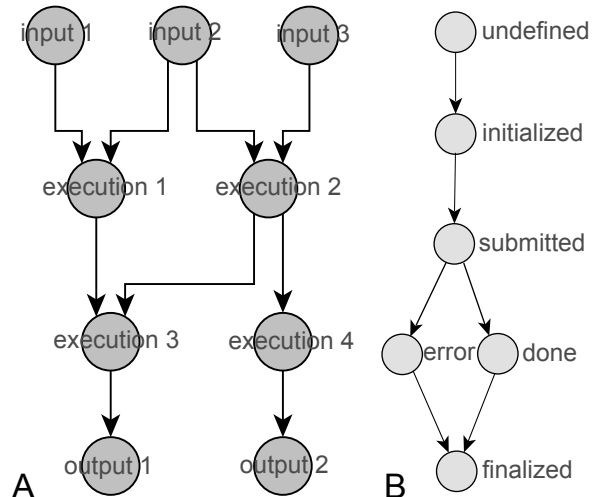 input 1
input 2
input 3
execution 1
execution 2
execution 3
execution 4
output 1
output 2
A
undefined
initialized
submitted
error
done
finalized
B